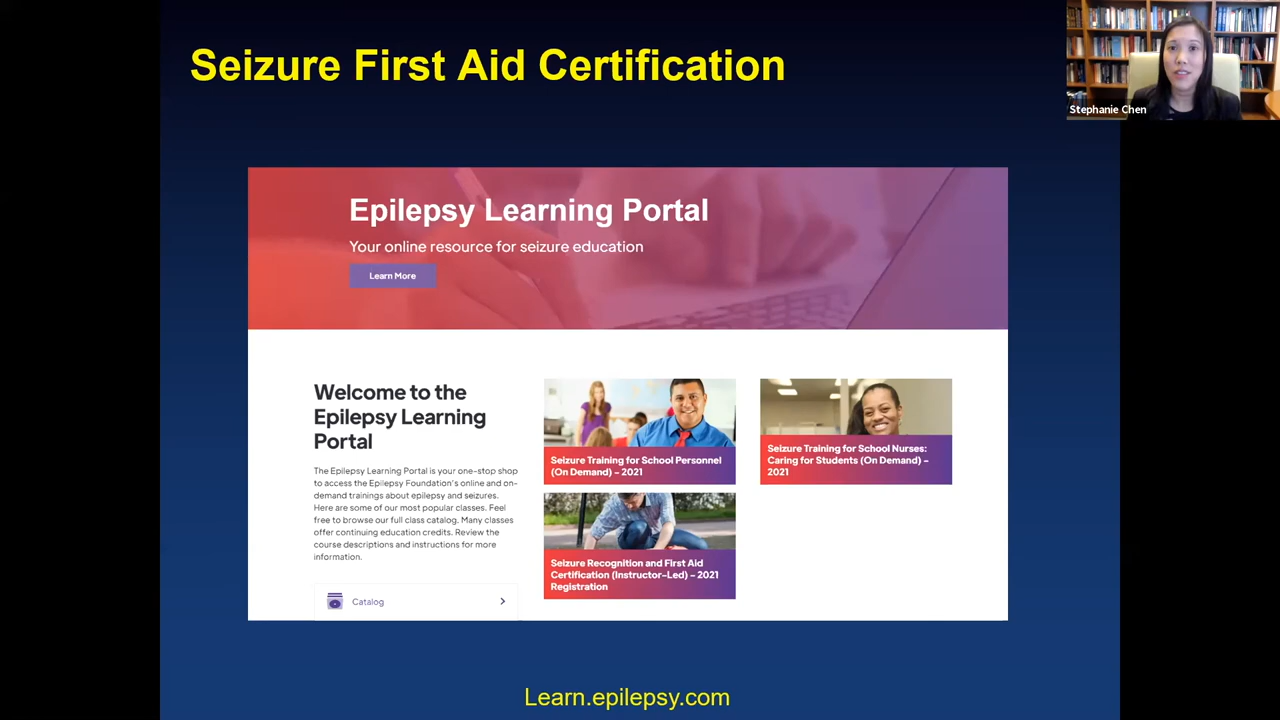 Seizure First Aid Certification
Stephanie Chen
Epilepsy Learning Portal
Your online resource for seizure education
Learn More
Welcome to the
Epilepsy Learning
Portal
The Epilepsy Learning Portal is your one-stop shop
to access the Epilepsy Foundation's online and on-
demand trainings about epilepsy and seizures.
Here are some of our most popular classes. Feel
free to browse our full class catalog. Many classes
offer continuing education credits. Review the
course descriptions and instructions for more
information.
Catalog
Seizure Training for School Personnel
(On Demand) – 2021
Seizure Training for School Nurses:
Caring for Students (On Demand) –
2021
Seizure Recognition and First Aid
Certification (Instructor-Led) – 2021
Registration
Learn.epilepsy.com